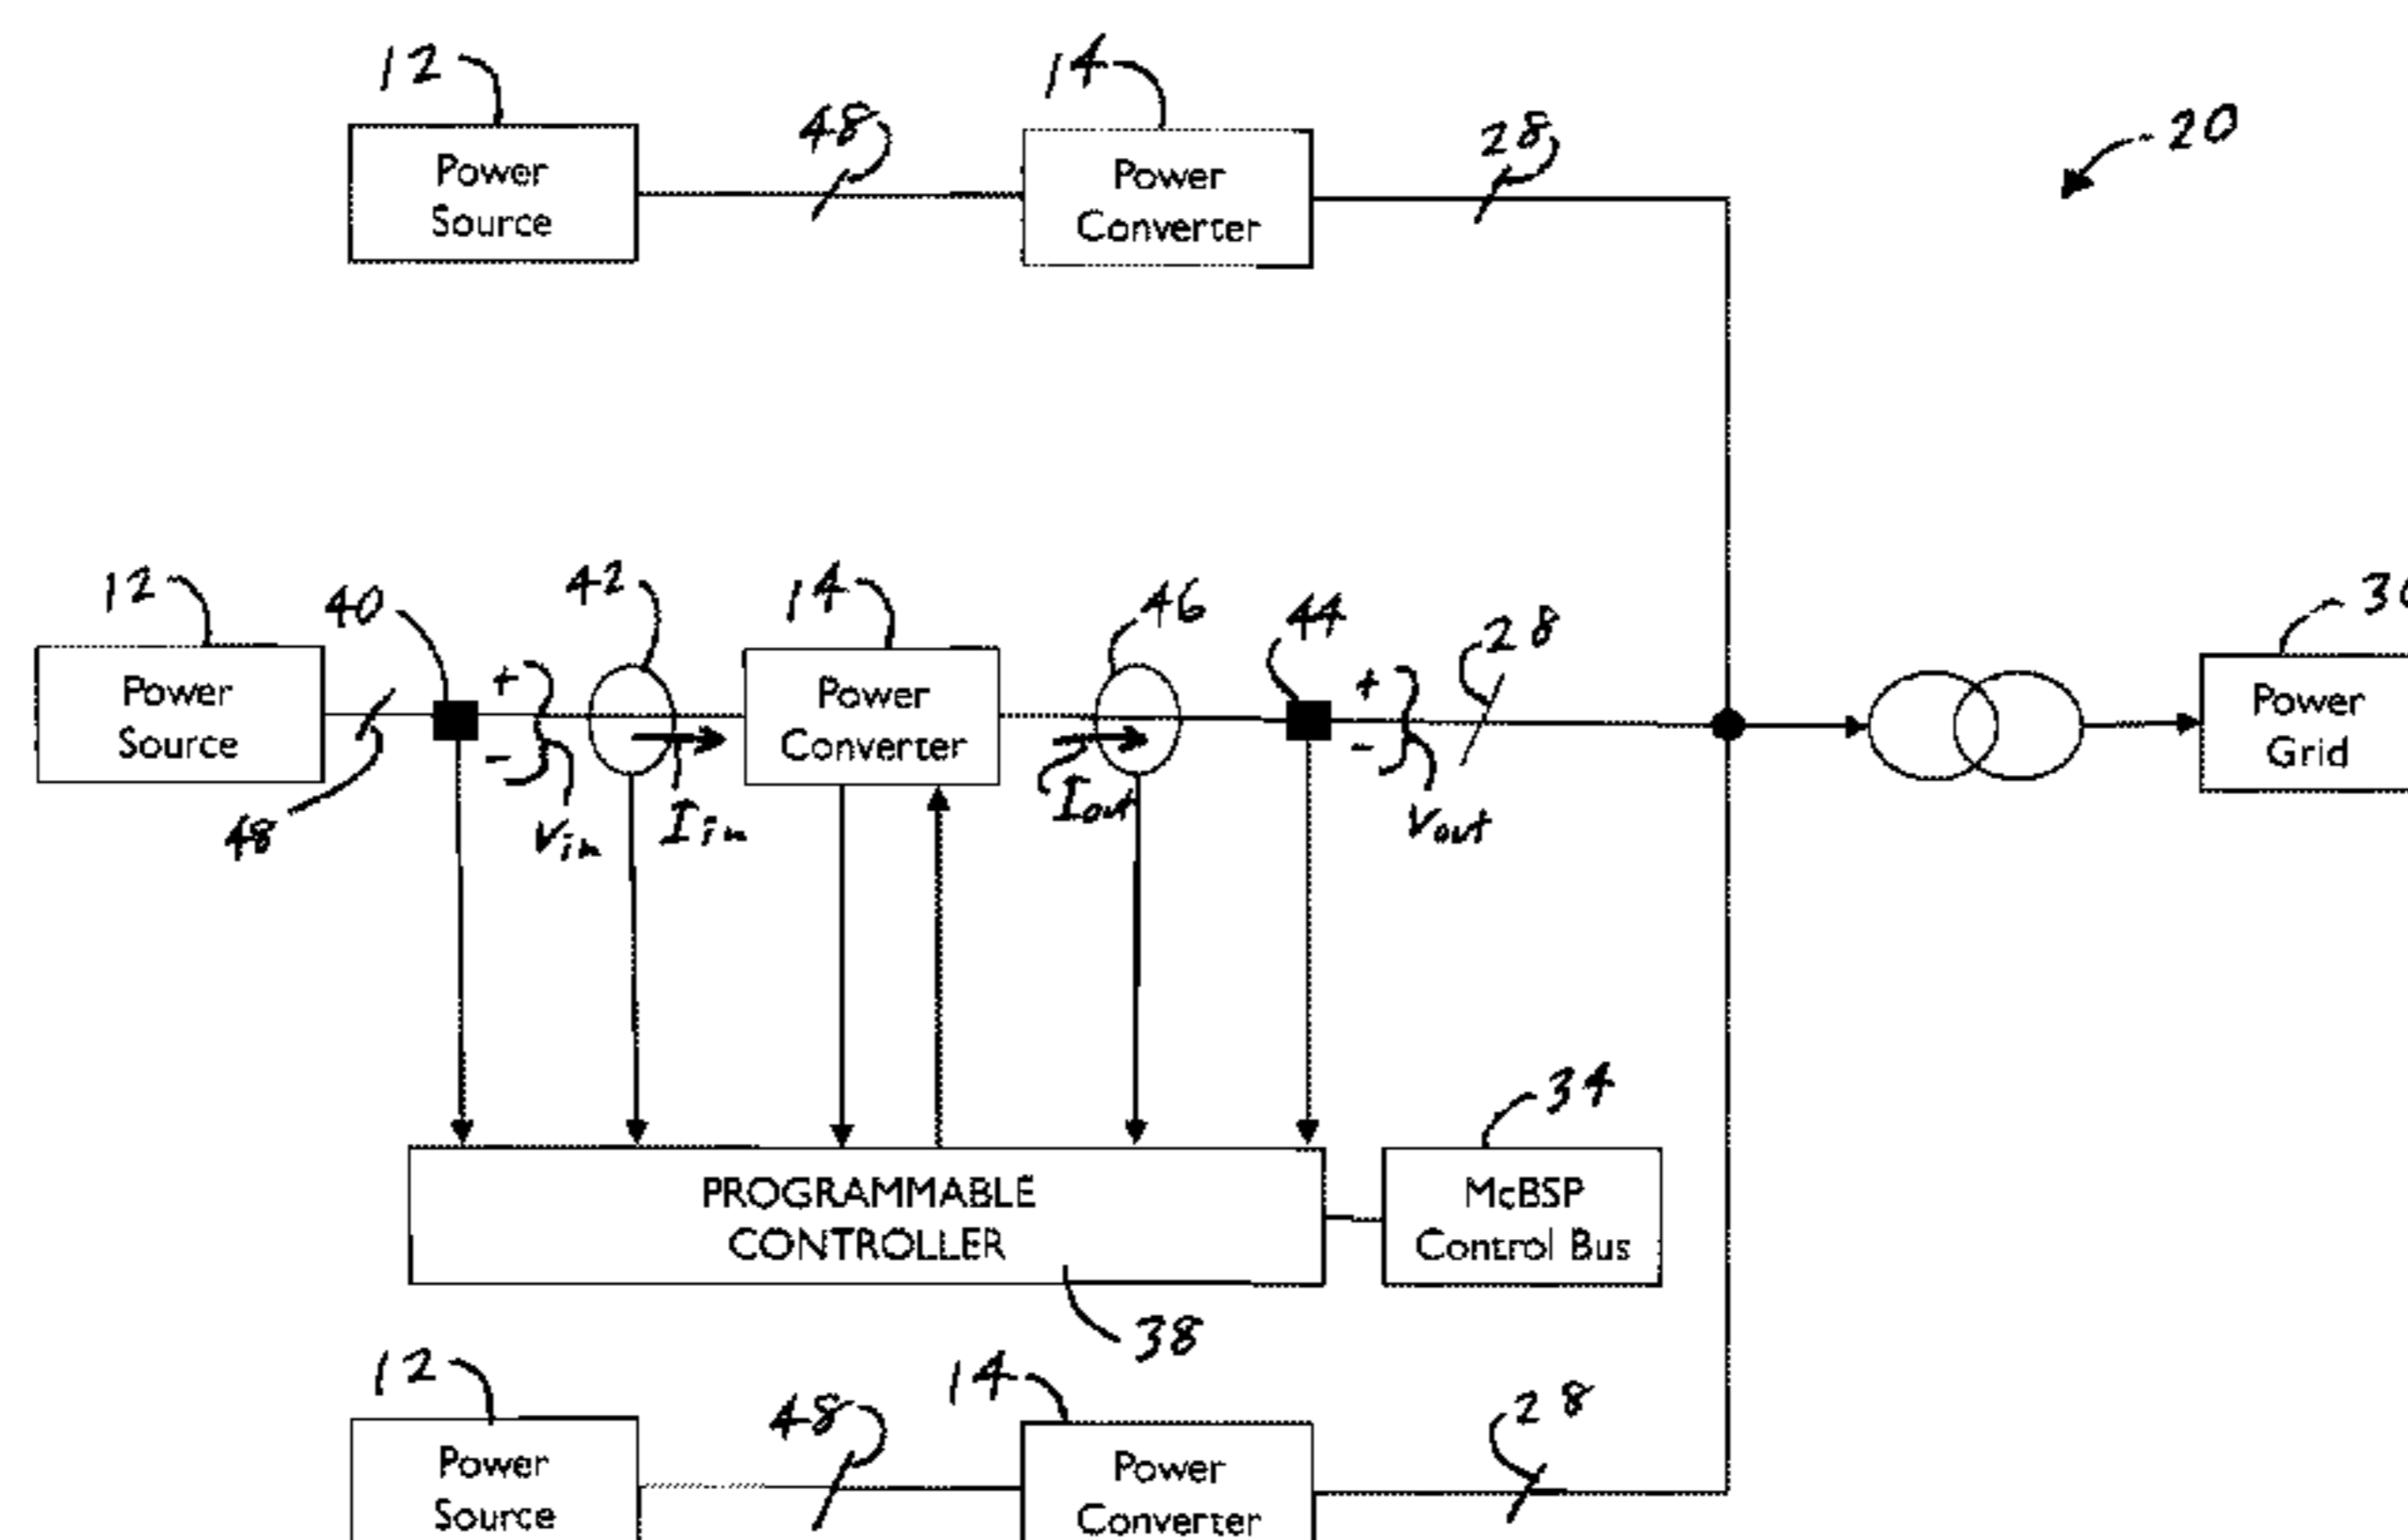 12
14
48
28
20
Power
Source
Power
Converter
12
40
42
14
46
44
28
Power
Source
+
-
Power
Converter
+
-
Power
Grid
48
Vin
Iin
Iout
Vout
34
PROGRAMMABLE
CONTROLLER
McBSP
Control Bus
38
12
48
14
28
Power
Source
Power
Converter